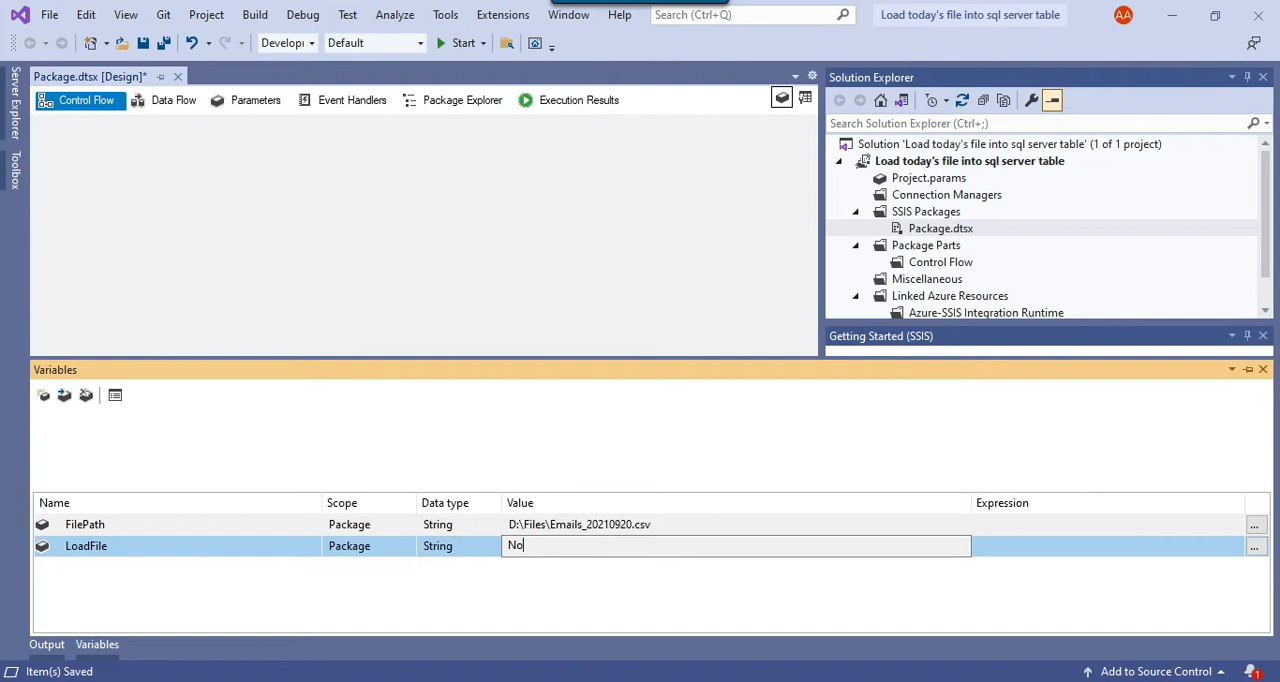 File Edit View Git Project Build Debug Test Analyze Tools Extensions Window Help Search (Ctrl+Q) Load today's file into sql server table AA
Developi Default Start
Package.dtsx [Design]*
Solution Explorer
Control Flow Data Flow Parameters Event Handlers Package Explorer Execution Results
Search Solution Explorer (Ctrl+;)
Solution 'Load today's file into sql server table' (1 of 1 project)
Load today's file into sql server table
Project.params
Connection Managers
SSIS Packages
Package.dtsx
Package Parts
Control Flow
Miscellaneous
Linked Azure Resources
Azure-SSIS Integration Runtime
Getting Started (SSIS)
Server Explorer
Toolbox
Variables
Name Scope Data type Value Expression
FilePath Package String D:\Files\Emails_20210920.csv ...
LoadFile Package String No ...
Output Variables
Item(s) Saved Add to Source Control 1